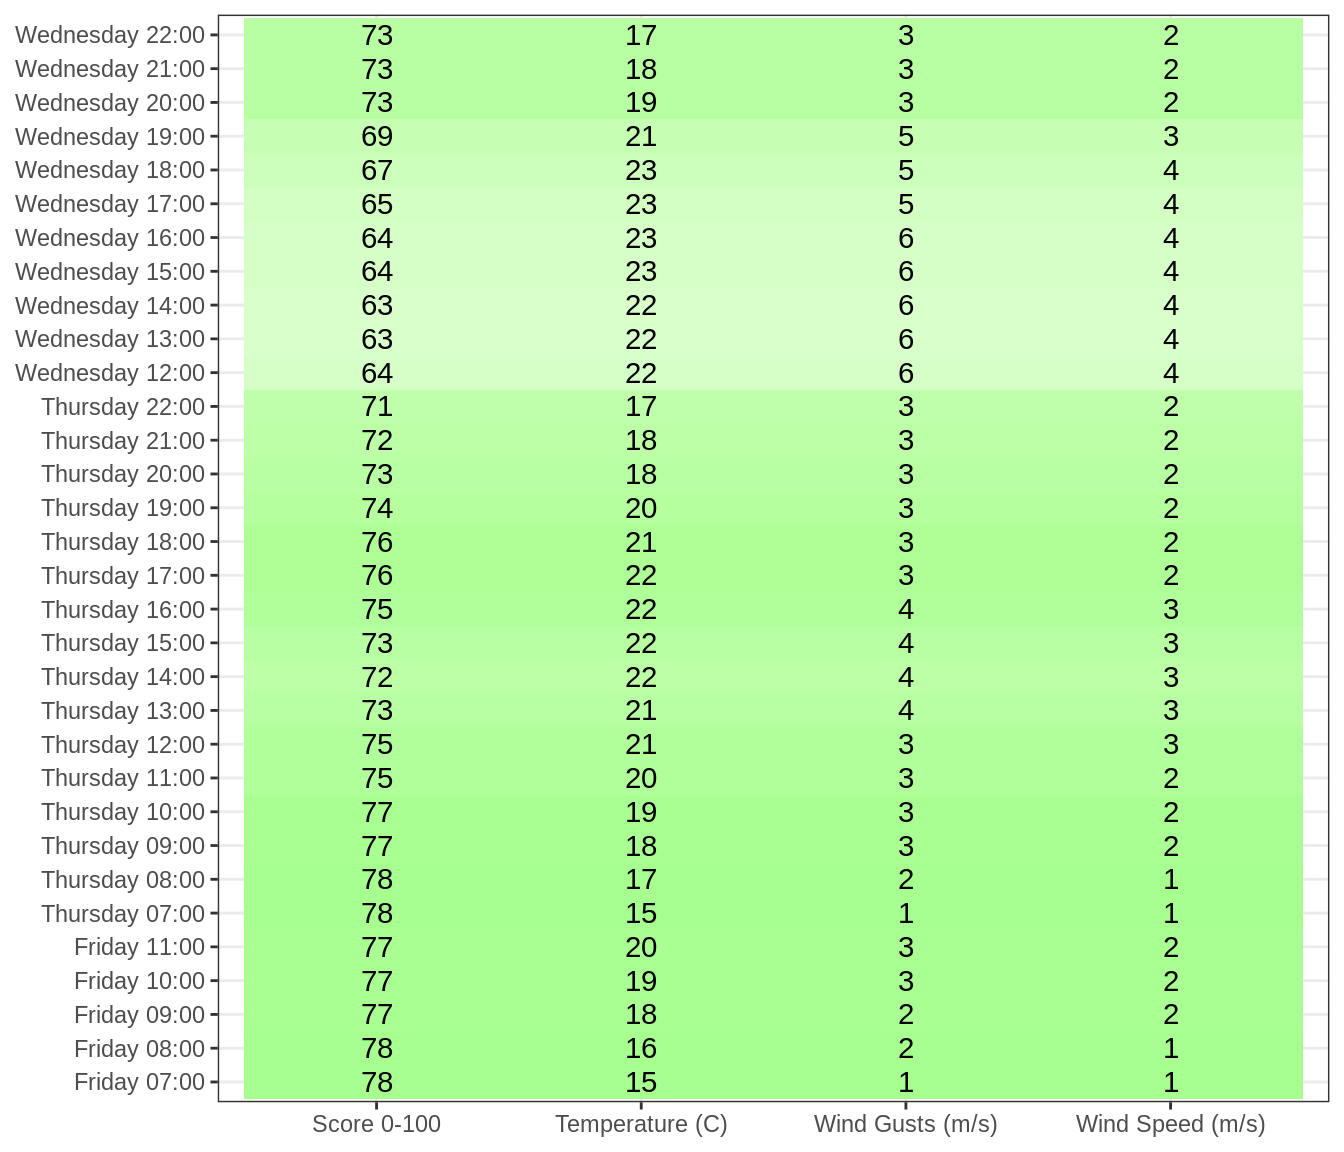 Wednesday 22:00 73 17 3 2
Wednesday 21:00 73 18 3 2
Wednesday 20:00 73 19 3 2
Wednesday 19:00 69 21 5 3
Wednesday 18:00 67 23 5 4
Wednesday 17:00 65 23 5 4
Wednesday 16:00 64 23 6 4
Wednesday 15:00 64 23 6 4
Wednesday 14:00 63 22 6 4
Wednesday 13:00 63 22 6 4
Wednesday 12:00 64 22 6 4
Thursday 22:00 71 17 3 2
Thursday 21:00 72 18 3 2
Thursday 20:00 73 18 3 2
Thursday 19:00 74 20 3 2
Thursday 18:00 76 21 3 2
Thursday 17:00 76 22 3 2
Thursday 16:00 75 22 4 3
Thursday 15:00 73 22 4 3
Thursday 14:00 72 22 4 3
Thursday 13:00 73 21 4 3
Thursday 12:00 75 21 3 3
Thursday 11:00 75 20 3 2
Thursday 10:00 77 19 3 2
Thursday 09:00 77 18 3 2
Thursday 08:00 78 17 2 1
Thursday 07:00 78 15 1 1
Friday 11:00 77 20 3 2
Friday 10:00 77 19 3 2
Friday 09:00 77 18 2 2
Friday 08:00 78 16 2 1
Friday 07:00 78 15 1 1
Score 0-100 Temperature (C) Wind Gusts (m/s) Wind Speed (m/s)